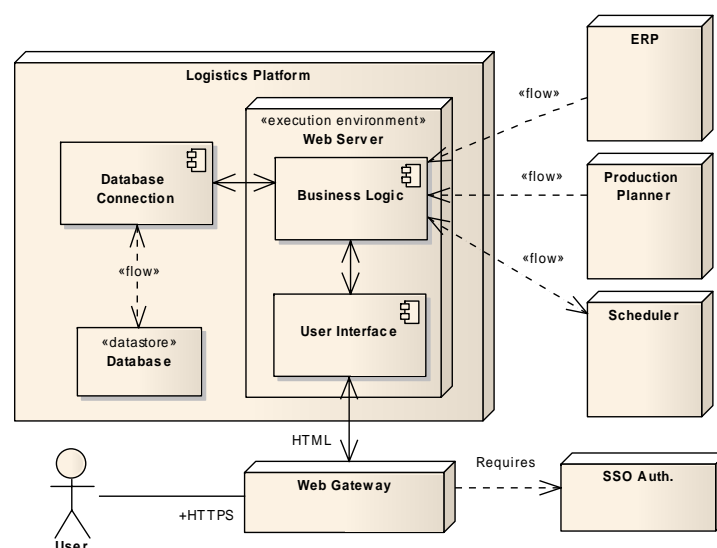 ERP
Logistics Platform
«flow»
«execution environment»
Web Server
Database
Connection
Business Logic
«flow»
Production
Planner
«flow»
«flow»
User Interface
Scheduler
«datastore»
Database
HTML
Web Gateway
Requires
SSO Auth.
+HTTPS
User